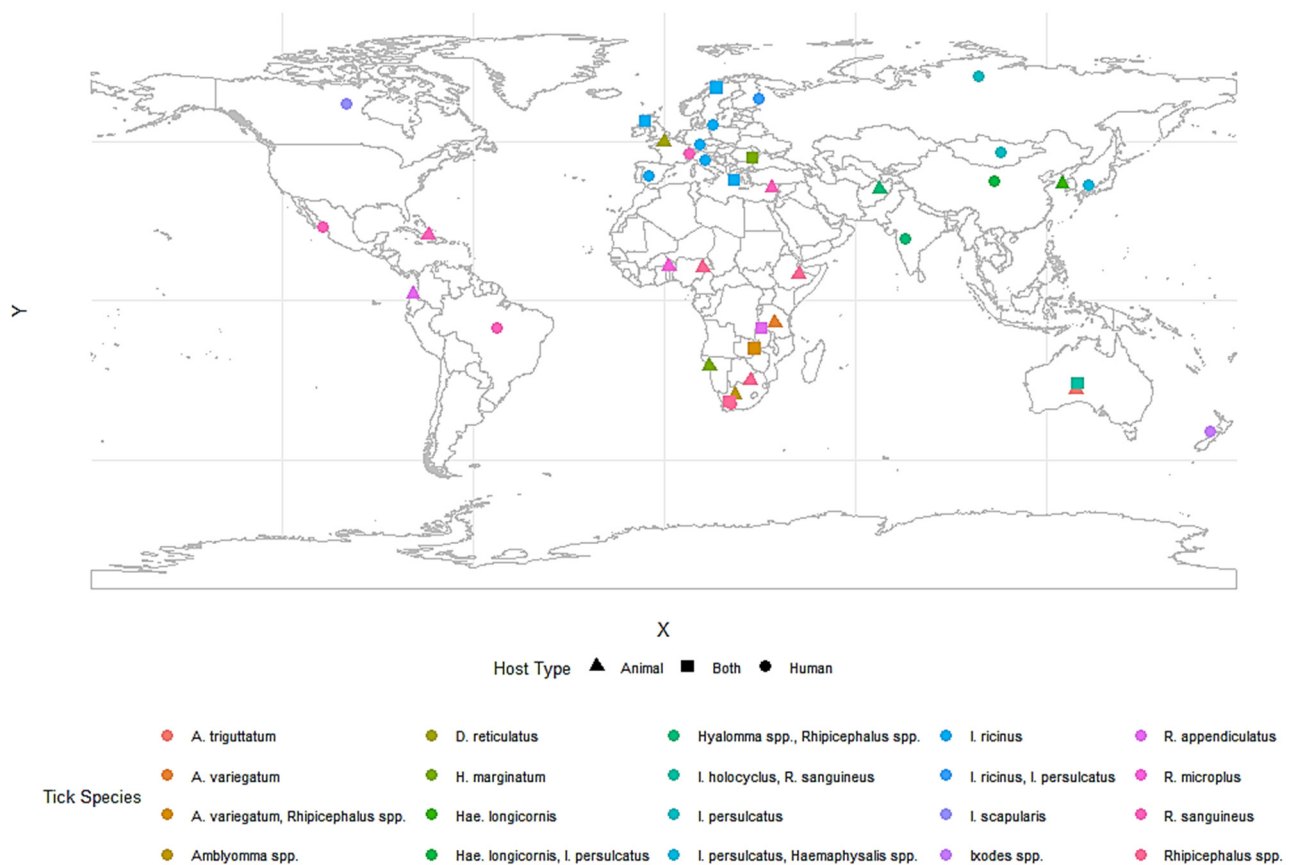 Y
X
Host Type Animal Both Human
A. triguttatum D. reticulatus Hyalomma spp., Rhipicephalus spp. I. ricinus R. appendiculatus
A. variegatum H. marginatum I. holocyclus, R. sanguineus I. ricinus, I. persulcatus R. microplus
Tick Species
A. variegatum, Rhipicephalus spp. Hae. longicornis I. persulcatus I. scapularis R. sanguineus
Amblyomma spp. Hae. longicornis, I. persulcatus I. persulcatus, Haemaphysalis spp. Ixodes spp. Rhipicephalus spp.